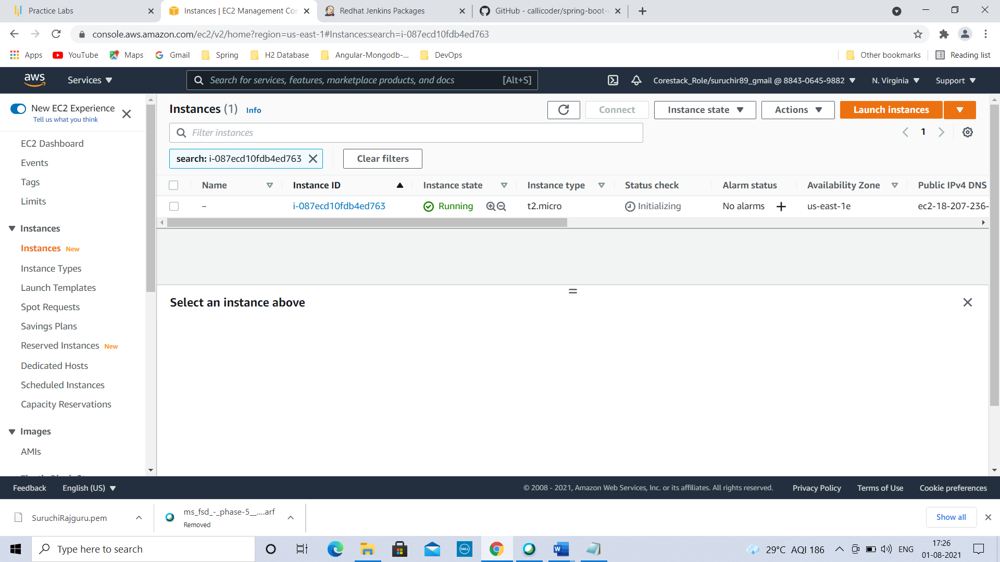 Practice Labs
Instances | EC2 Management Con
Redhat Jenkins Packages
GitHub - callicoder/spring-boot-
console.aws.amazon.com/ec2/v2/home?region=us-east-1#Instances:search=i-087ecd10fdb4ed763
Apps YouTube Maps Gmail Spring H2 Database Angular-Mongodb-... DevOps Other bookmarks Reading list
aws Services Search for services, features, marketplace products, and docs [Alt+S] Corestack_Role/suruchir89_gmail @ 8843-0645-9882 N. Virginia Support
New EC2 Experience
Tell us what you think
EC2 Dashboard
Events
Tags
Limits
Instances
Instances New
Instance Types
Launch Templates
Spot Requests
Savings Plans
Reserved Instances New
Dedicated Hosts
Scheduled Instances
Capacity Reservations
Images
AMIs
Instances (1) Info Connect Instance state Actions Launch instances
Filter instances 1
search: i-087ecd10fdb4ed763 Clear filters
Name Instance ID Instance state Instance type Status check Alarm status Availability Zone Public IPv4 DNS
– i-087ecd10fdb4ed763 Running t2.micro Initializing No alarms us-east-1e ec2-18-207-236-
Select an instance above
Feedback English (US) © 2008 - 2021, Amazon Web Services, Inc. or its affiliates. All rights reserved. Privacy Policy Terms of Use Cookie preferences
SuruchiRajguru.pem
ms_fsd_-_phase-5__....arf
Removed
Show all
Type here to search
DELL
29°C AQI 186
ENG
17:26
01-08-2021